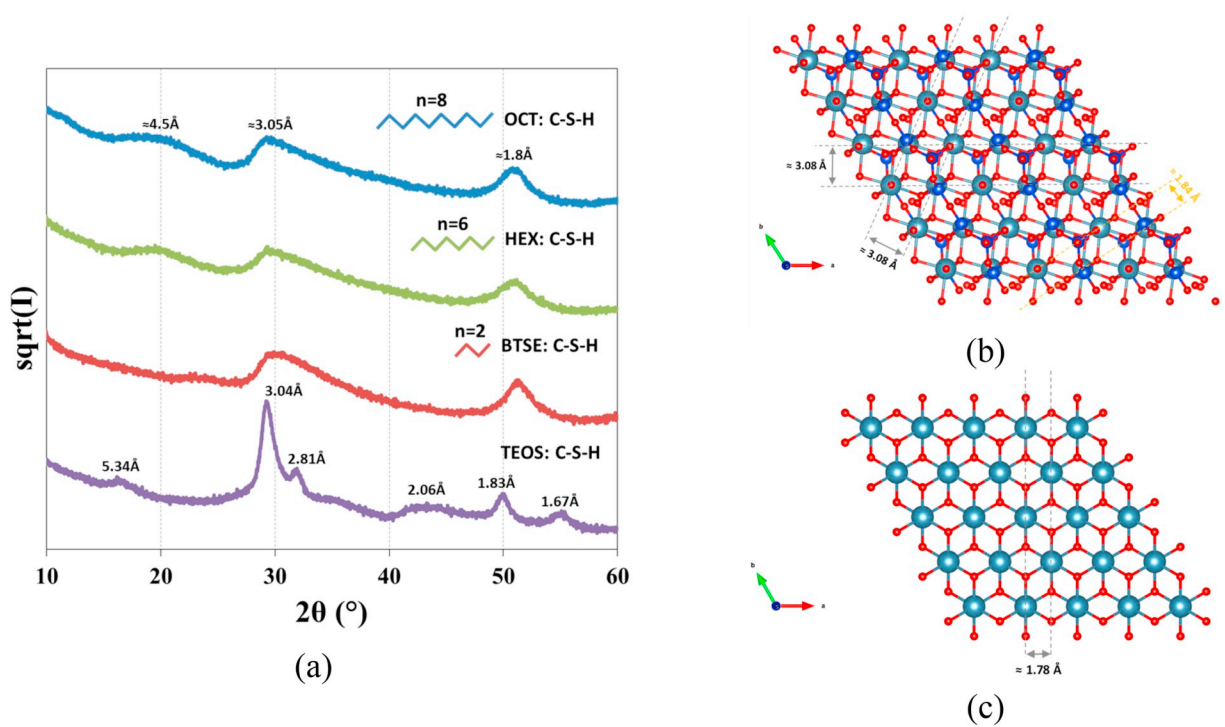 n=8
OCT: C-S-H
≈4.5Å
≈3.05Å
≈1.8Å
n=6
HEX: C-S-H
n=2
BTSE: C-S-H
3.04Å
TEOS: C-S-H
5.34Å
2.81Å
2.06Å
1.83Å
1.67Å
sqrt(I)
10 20 30 40 50 60
2θ (°)
(a)
≈ 3.08 Å
≈ 1.84 Å
≈ 3.08 Å
b
a
(b)
b
a
≈ 1.78 Å
(c)